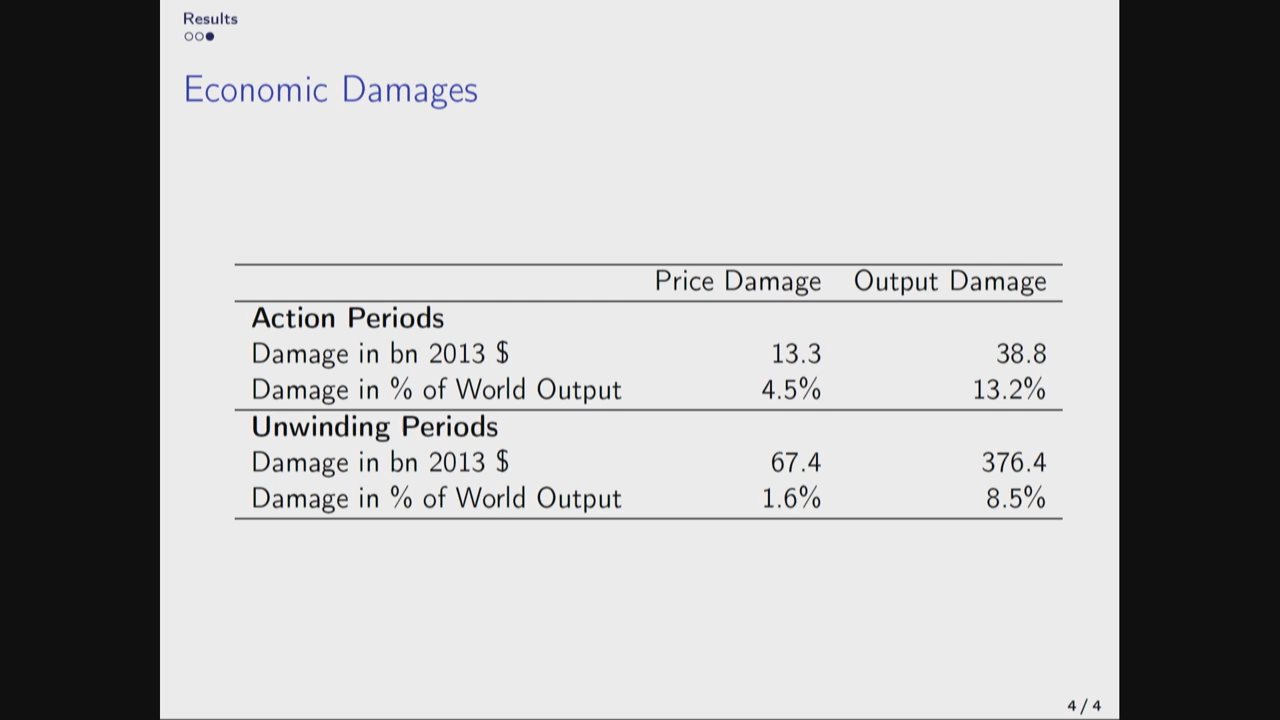 Results
Economic Damages
Price Damage Output Damage
Action Periods
Damage in bn 2013 $ 13.3 38.8
Damage in % of World Output 4.5% 13.2%
Unwinding Periods
Damage in bn 2013 $ 67.4 376.4
Damage in % of World Output 1.6% 8.5%
4 / 4